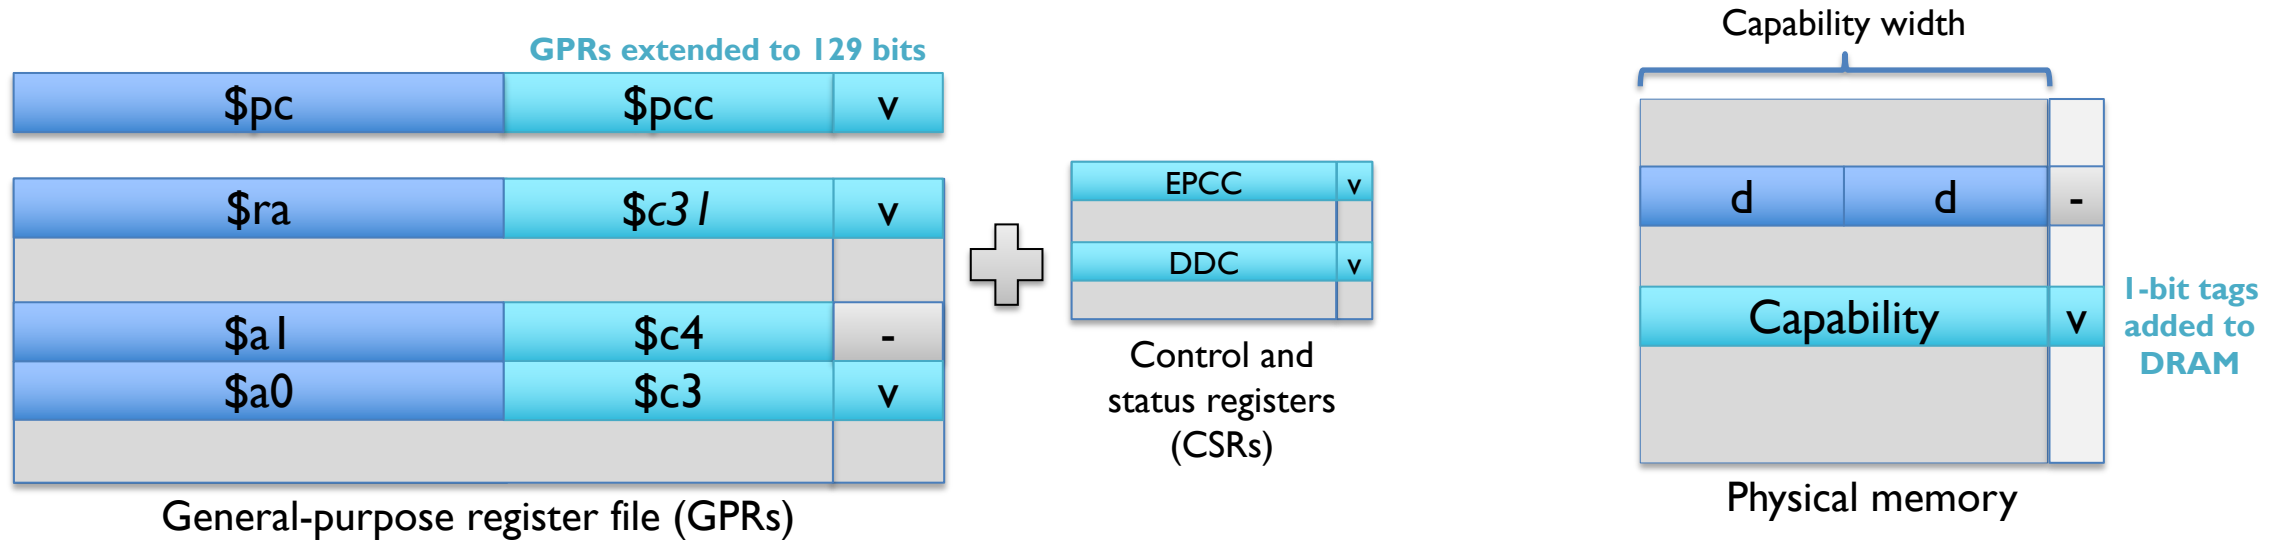 GPRs extended to 129 bits
$pc $pcc v
$ra $c31 v
$a1 $c4 -
$a0 $c3 v
General-purpose register file (GPRs)
EPCC v
DDC v
Control and
status registers
(CSRs)
Capability width
d d -
Capability v
1-bit tags
added to
DRAM
Physical memory